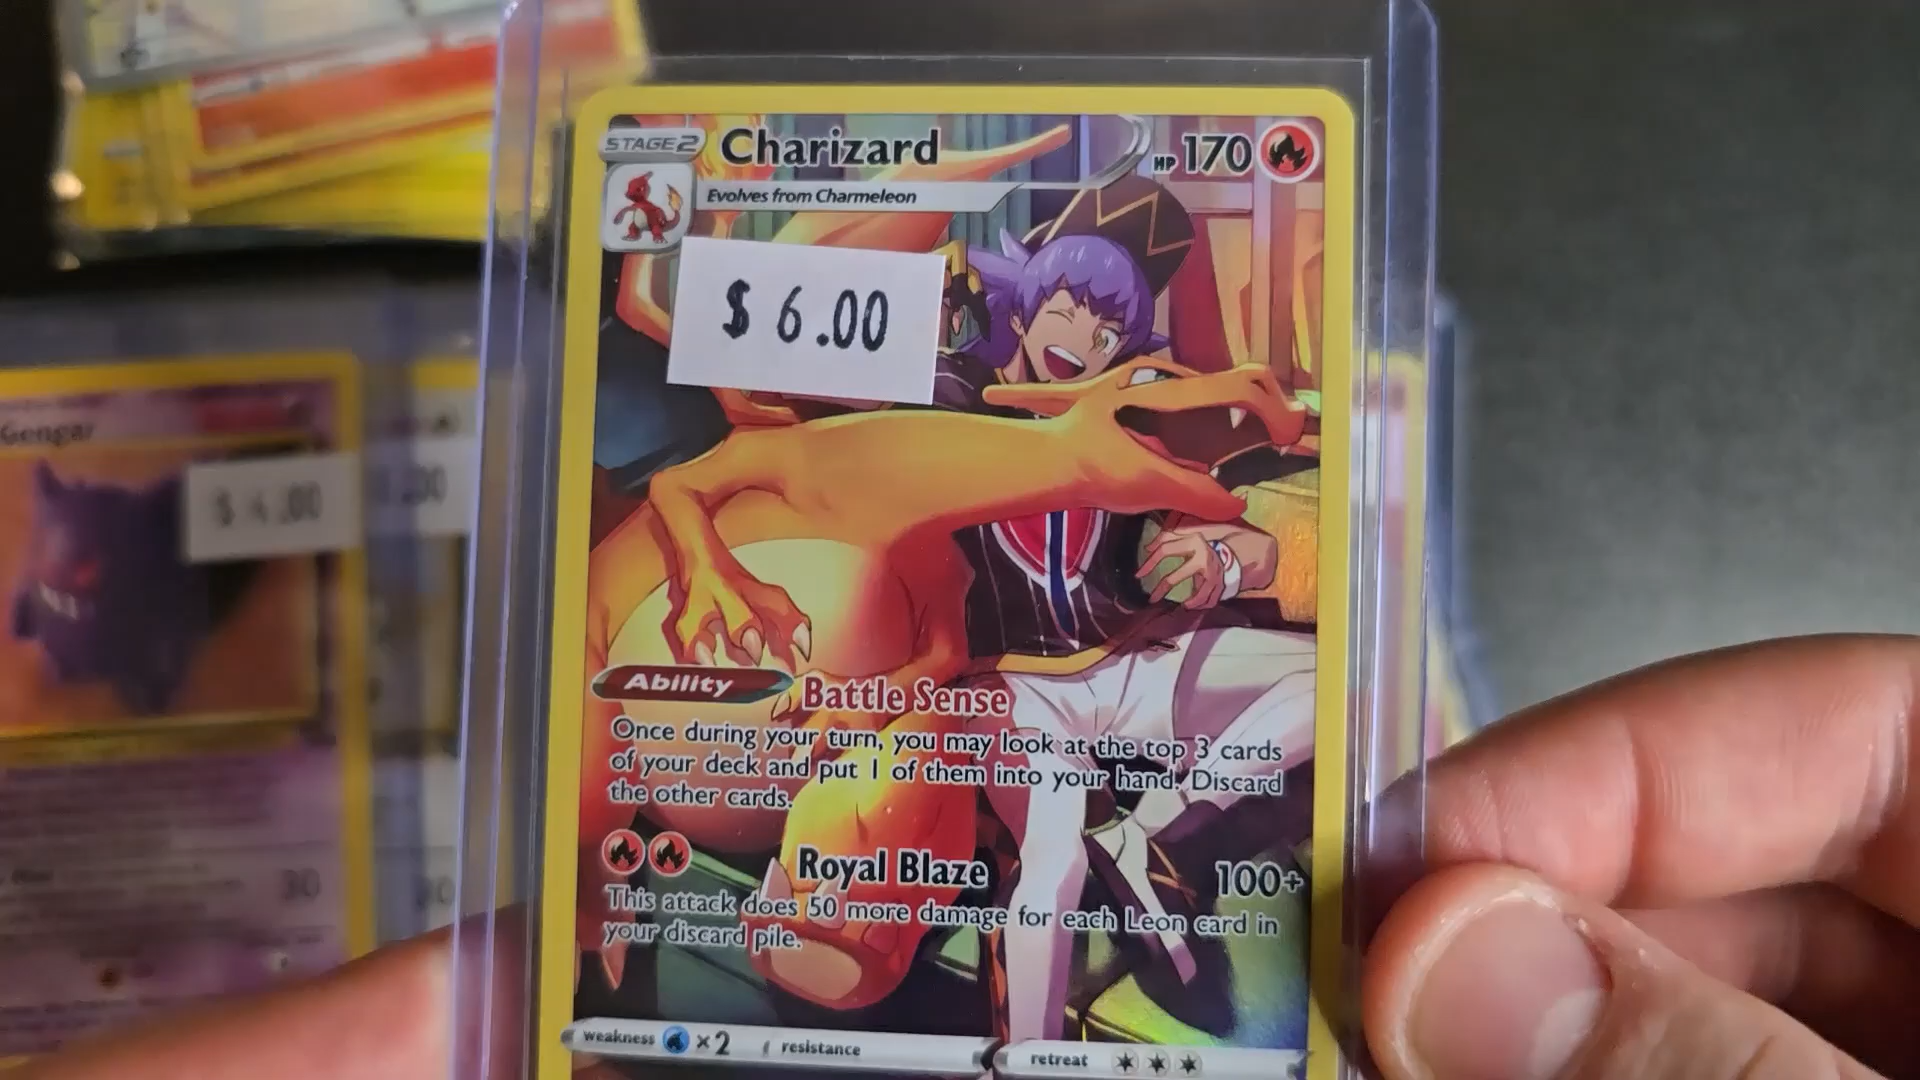 STAGE 2
Charizard
HP 170
Evolves from Charmeleon
$ 6.00
Gengar
$ 4.00
Ability
Battle Sense
Once during your turn, you may look at the top 3 cards
of your deck and put 1 of them into your hand. Discard
the other cards.
Royal Blaze
100+
This attack does 50 more damage for each Leon card in
your discard pile.
30
weakness
×2
resistance
retreat